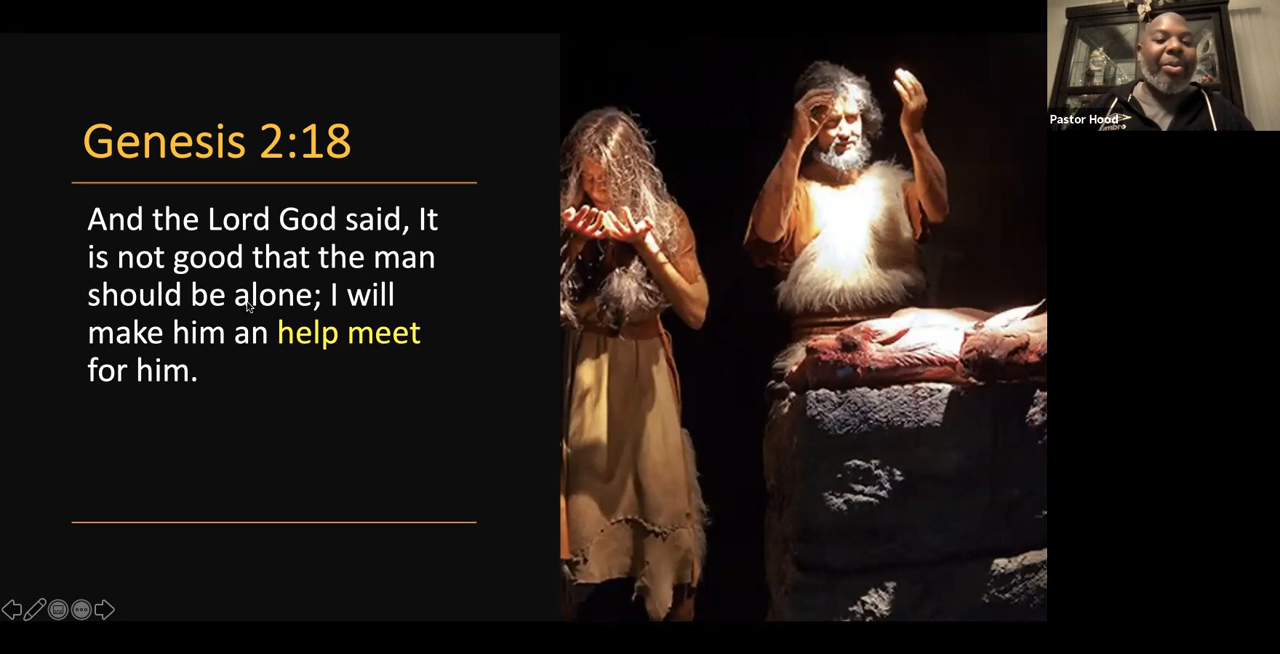 Genesis 2:18
And the Lord God said, It
is not good that the man
should be alone; I will
make him an help meet
for him.
Pastor Hood
umbro